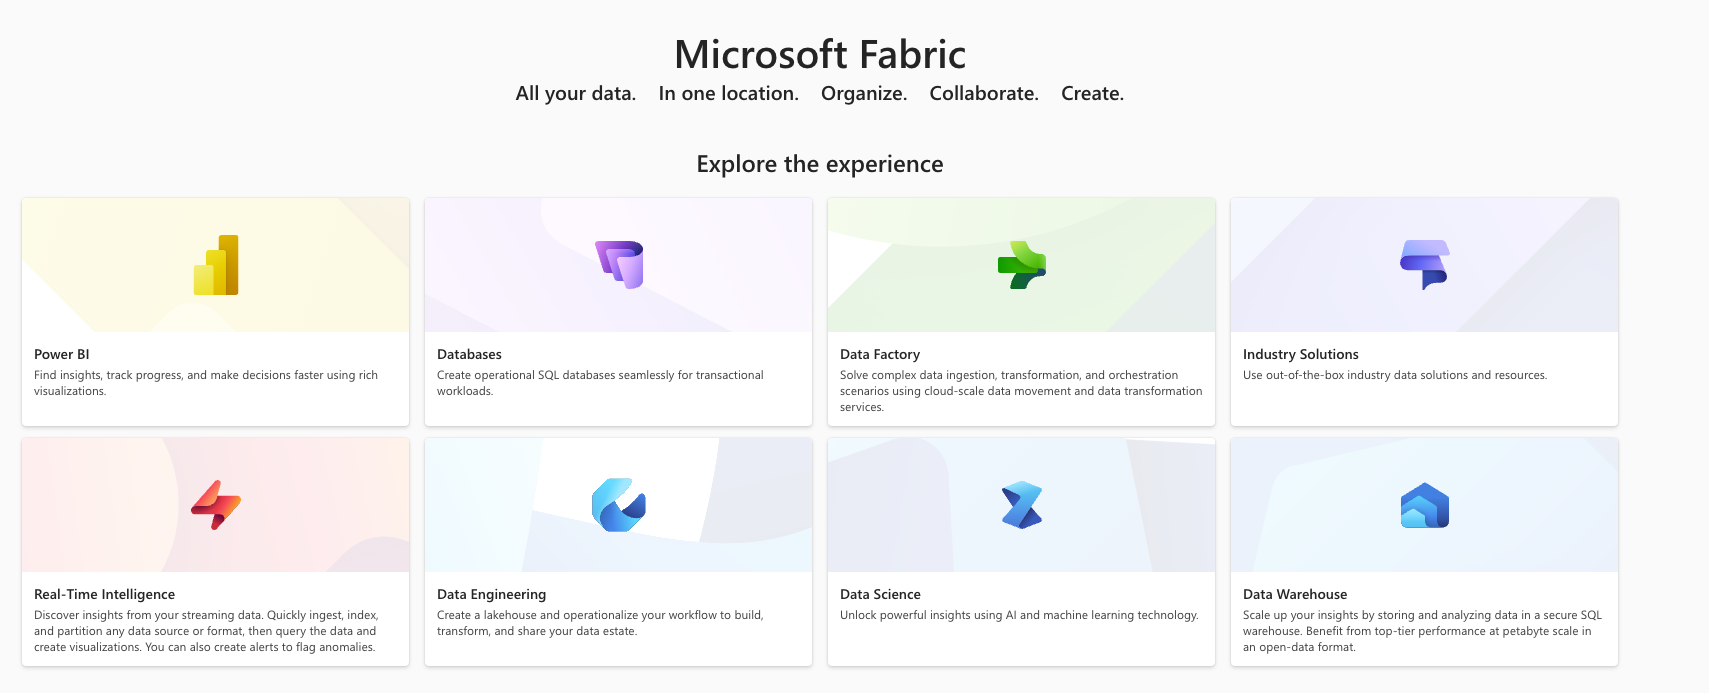 Microsoft Fabric
All your data. In one location. Organize. Collaborate. Create.
Explore the experience
Power BI
Find insights, track progress, and make decisions faster using rich
visualizations.
Databases
Create operational SQL databases seamlessly for transactional
workloads.
Data Factory
Solve complex data ingestion, transformation, and orchestration
scenarios using cloud-scale data movement and data transformation
services.
Industry Solutions
Use out-of-the-box industry data solutions and resources.
Real-Time Intelligence
Discover insights from your streaming data. Quickly ingest, index,
and partition any data source or format, then query the data and
create visualizations. You can also create alerts to flag anomalies.
Data Engineering
Create a lakehouse and operationalize your workflow to build,
transform, and share your data estate.
Data Science
Unlock powerful insights using AI and machine learning technology.
Data Warehouse
Scale up your insights by storing and analyzing data in a secure SQL
warehouse. Benefit from top-tier performance at petabyte scale in
an open-data format.